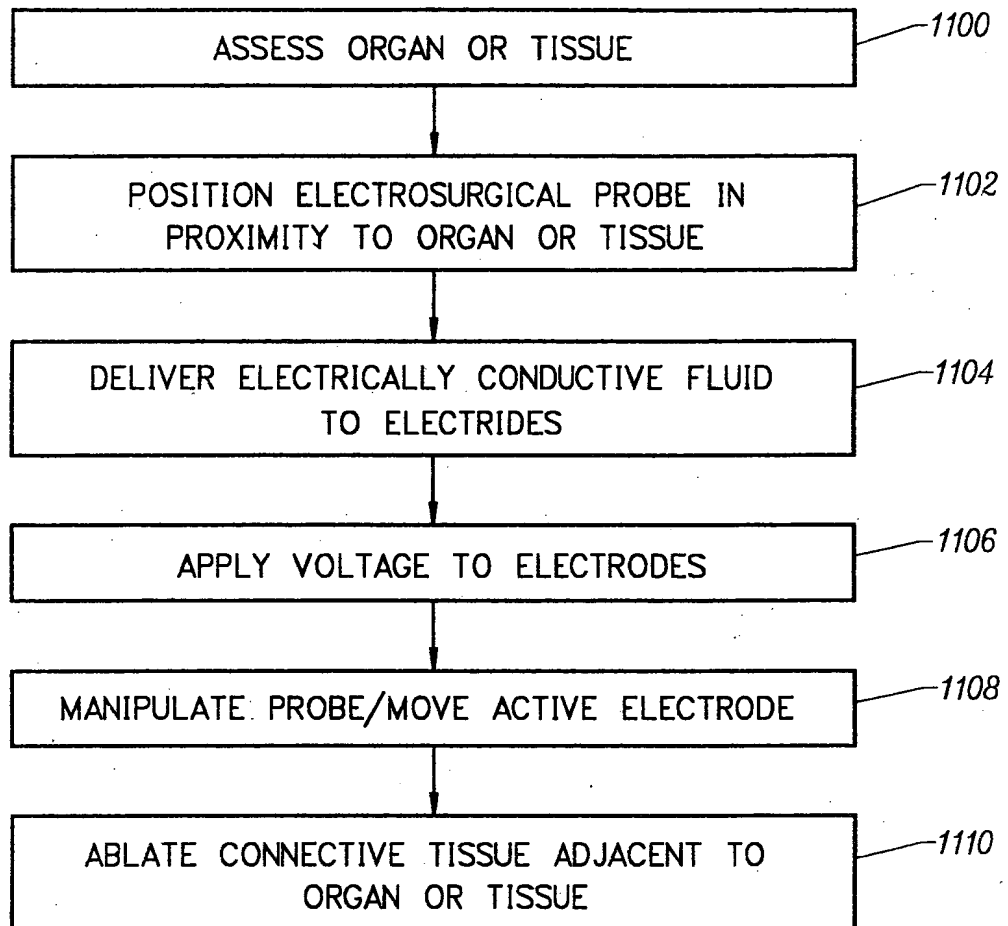 ASSESS ORGAN OR TISSUE
1100
POSITION ELECTROSURGICAL PROBE IN
PROXIMITY TO ORGAN OR TISSUE
1102
DELIVER ELECTRICALLY CONDUCTIVE FLUID
TO ELECTRIDES
1104
APPLY VOLTAGE TO ELECTRODES
1106
MANIPULATE PROBE/MOVE ACTIVE ELECTRODE
1108
ABLATE CONNECTIVE TISSUE ADJACENT TO
ORGAN OR TISSUE
1110